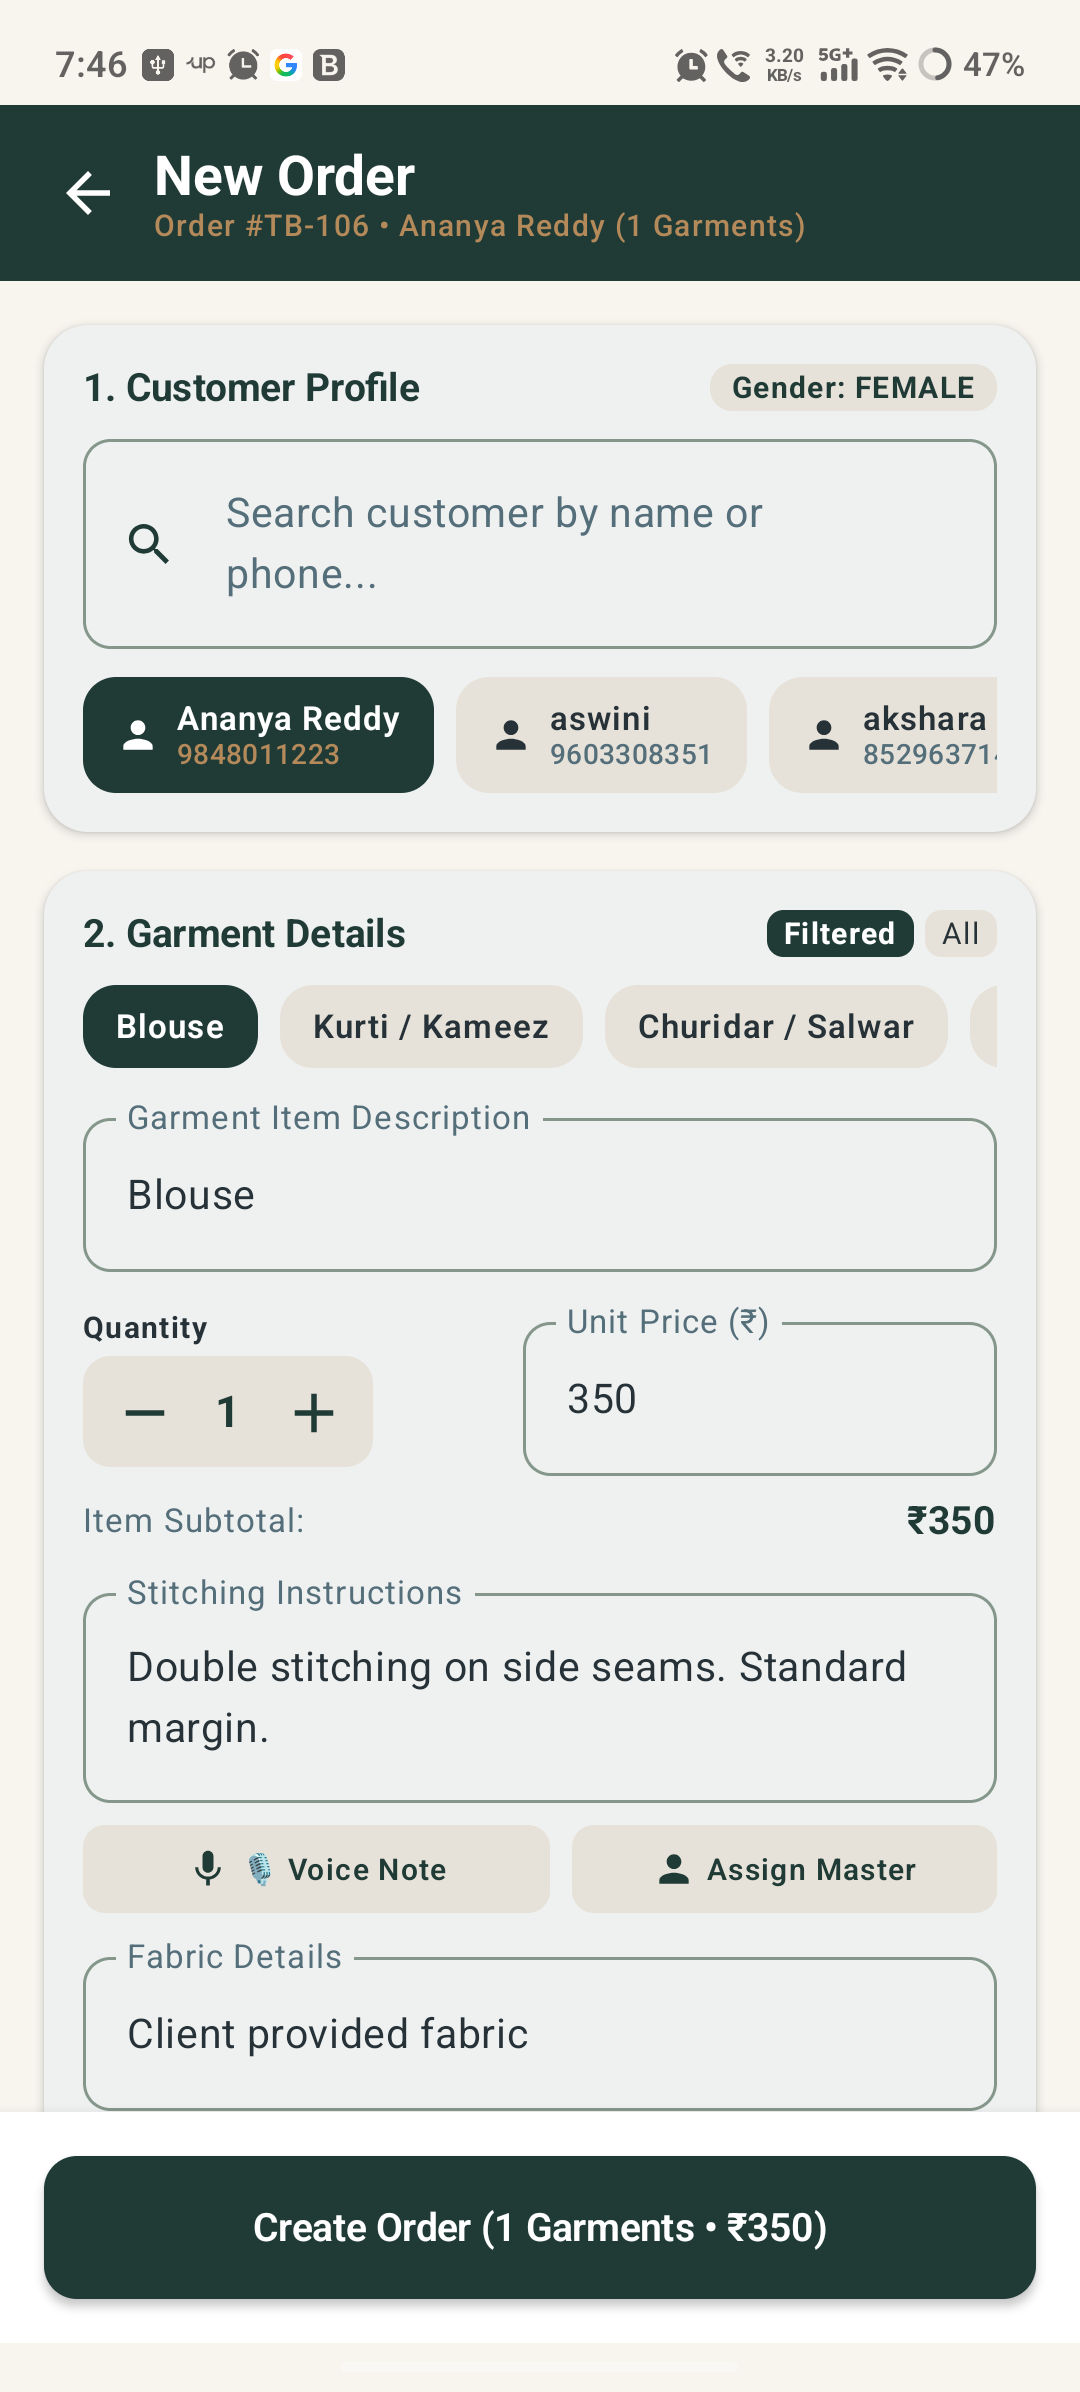 7:46
up
G
B
3.20
KB/s
5G+
47%
New Order
Order #TB-106 • Ananya Reddy (1 Garments)
1. Customer Profile
Gender: FEMALE
Search customer by name or
phone...
Ananya Reddy
9848011223
aswini
9603308351
akshara
852963714
2. Garment Details
Filtered
All
Blouse
Kurti / Kameez
Churidar / Salwar
Garment Item Description
Blouse
Quantity
1
Unit Price (₹)
350
Item Subtotal:
₹350
Stitching Instructions
Double stitching on side seams. Standard
margin.
🎙️ Voice Note
Assign Master
Fabric Details
Client provided fabric
Create Order (1 Garments • ₹350)